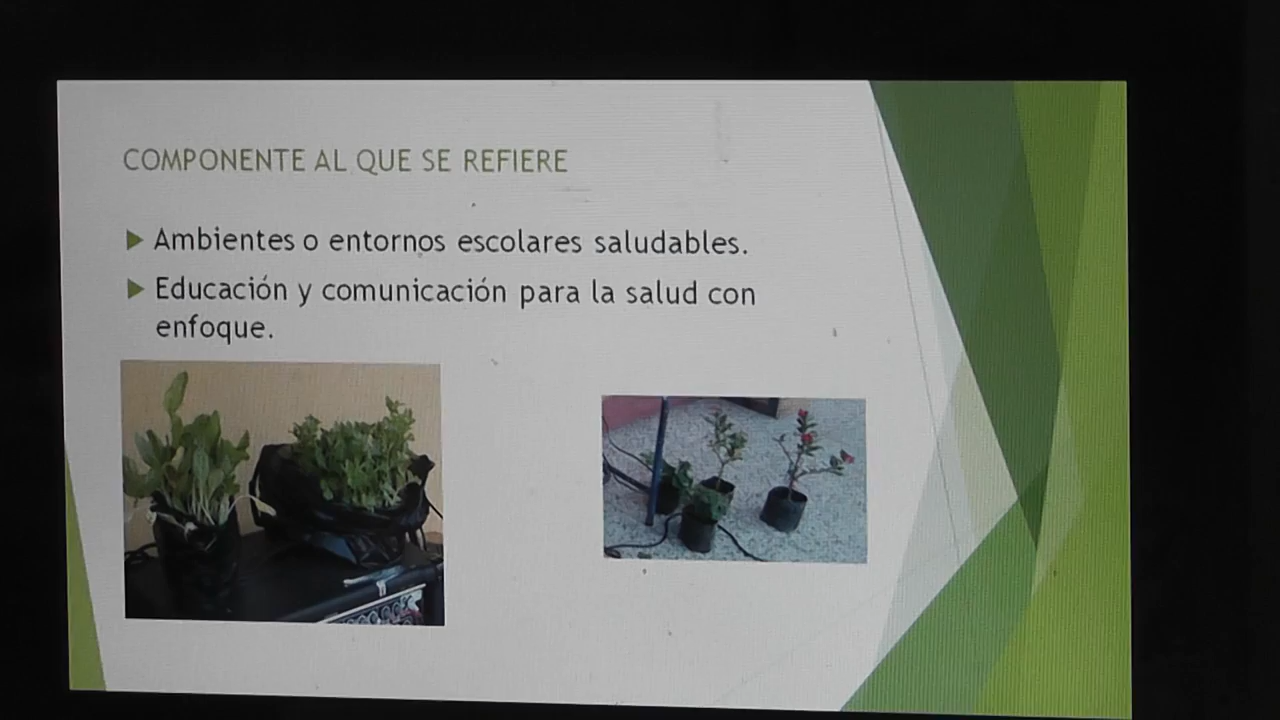 COMPONENTE AL QUE SE REFIERE
Ambientes o entornos escolares saludables.
Educación y comunicación para la salud con
enfoque.